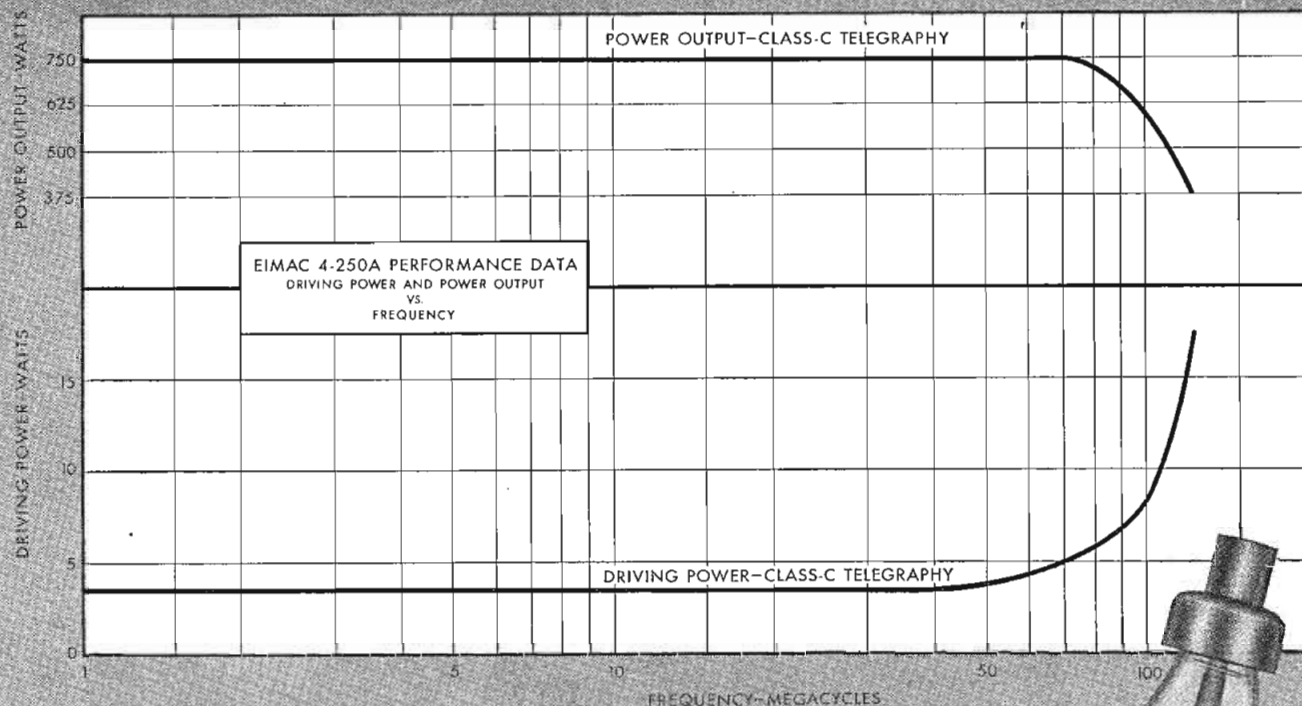 POWER OUTPUT-WATTS
750
625
500
375
POWER OUTPUT-CLASS-C TELEGRAPHY
EIMAC 4-250A PERFORMANCE DATA
DRIVING POWER AND POWER OUTPUT
VS.
FREQUENCY
DRIVING POWER-WATTS
15
10
5
0
DRIVING POWER-CLASS-C TELEGRAPHY
1
5
10
50
100
FREQUENCY-MEGACYCLES